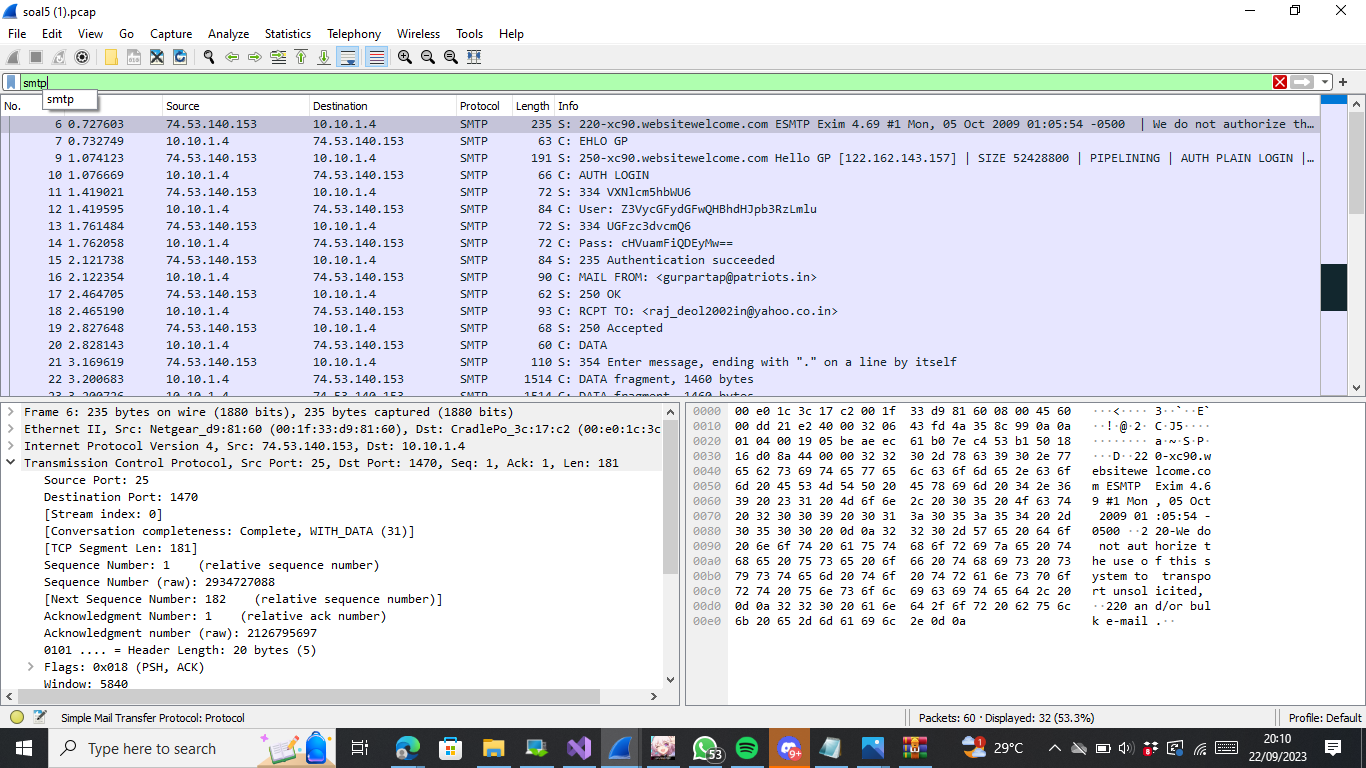 soal5 (1).pcap
File Edit View Go Capture Analyze Statistics Telephony Wireless Tools Help
smtp
smtp
No. Source Destination Protocol Length Info
6 0.727603 74.53.140.153 10.10.1.4 SMTP 235 S: 220-xc90.websitewelcome.com ESMTP Exim 4.69 #1 Mon, 05 Oct 2009 01:05:54 -0500 | We do not authorize th…
7 0.732749 10.10.1.4 74.53.140.153 SMTP 63 C: EHLO GP
9 1.074123 74.53.140.153 10.10.1.4 SMTP 191 S: 250-xc90.websitewelcome.com Hello GP [122.162.143.157] | SIZE 52428800 | PIPELINING | AUTH PLAIN LOGIN |…
10 1.076669 10.10.1.4 74.53.140.153 SMTP 66 C: AUTH LOGIN
11 1.419021 74.53.140.153 10.10.1.4 SMTP 72 S: 334 VXNlcm5hbWU6
12 1.419595 10.10.1.4 74.53.140.153 SMTP 84 C: User: Z3VycGFydGFwQHBhdHJpb3RzLmlu
13 1.761484 74.53.140.153 10.10.1.4 SMTP 72 S: 334 UGFzc3dvcmQ6
14 1.762058 10.10.1.4 74.53.140.153 SMTP 72 C: Pass: cHVuamFiQDEyMw==
15 2.121738 74.53.140.153 10.10.1.4 SMTP 84 S: 235 Authentication succeeded
16 2.122354 10.10.1.4 74.53.140.153 SMTP 90 C: MAIL FROM: <gurpartap@patriots.in>
17 2.464705 74.53.140.153 10.10.1.4 SMTP 62 S: 250 OK
18 2.465190 10.10.1.4 74.53.140.153 SMTP 93 C: RCPT TO: <raj_deol2002in@yahoo.co.in>
19 2.827648 74.53.140.153 10.10.1.4 SMTP 68 S: 250 Accepted
20 2.828143 10.10.1.4 74.53.140.153 SMTP 60 C: DATA
21 3.169619 74.53.140.153 10.10.1.4 SMTP 110 S: 354 Enter message, ending with "." on a line by itself
22 3.200683 10.10.1.4 74.53.140.153 SMTP 1514 C: DATA fragment, 1460 bytes
23 3.200726 10.10.1.4 74.53.140.153 SMTP 1514 C: DATA fragment, 1460 bytes
Frame 6: 235 bytes on wire (1880 bits), 235 bytes captured (1880 bits)
Ethernet II, Src: Netgear_d9:81:60 (00:1f:33:d9:81:60), Dst: CradlePo_3c:17:c2 (00:e0:1c:3c
Internet Protocol Version 4, Src: 74.53.140.153, Dst: 10.10.1.4
Transmission Control Protocol, Src Port: 25, Dst Port: 1470, Seq: 1, Ack: 1, Len: 181
Source Port: 25
Destination Port: 1470
[Stream index: 0]
[Conversation completeness: Complete, WITH_DATA (31)]
[TCP Segment Len: 181]
Sequence Number: 1 (relative sequence number)
Sequence Number (raw): 2934727088
[Next Sequence Number: 182 (relative sequence number)]
Acknowledgment Number: 1 (relative ack number)
Acknowledgment number (raw): 2126795697
0101 .... = Header Length: 20 bytes (5)
Flags: 0x018 (PSH, ACK)
Window: 5840
0000 00 e0 1c 3c 17 c2 00 1f 33 d9 81 60 08 00 45 60 ···<···· 3··`··E`
0010 00 dd 21 e2 40 00 32 06 43 fd 4a 35 8c 99 0a 0a ··!·@·2· C·J5····
0020 01 04 00 19 05 be ae ec 61 b0 7e c4 53 b1 50 18 ········ a·~·S·P·
0030 16 d0 8a 44 00 00 32 32 30 2d 78 63 39 30 2e 77 ···D··22 0-xc90.w
0040 65 62 73 69 74 65 77 65 6c 63 6f 6d 65 2e 63 6f ebsitewe lcome.co
0050 6d 20 45 53 4d 54 50 20 45 78 69 6d 20 34 2e 36 m ESMTP Exim 4.6
0060 39 20 23 31 20 4d 6f 6e 2c 20 30 35 20 4f 63 74 9 #1 Mon , 05 Oct
0070 20 32 30 30 39 20 30 31 3a 30 35 3a 35 34 20 2d 2009 01 :05:54 -
0080 30 35 30 30 20 0d 0a 32 32 30 2d 57 65 20 64 6f 0500 ··2 20-We do
0090 20 6e 6f 74 20 61 75 74 68 6f 72 69 7a 65 20 74 not aut horize t
00a0 68 65 20 75 73 65 20 6f 66 20 74 68 69 73 20 73 he use o f this s
00b0 79 73 74 65 6d 20 74 6f 20 74 72 61 6e 73 70 6f ystem to transpo
00c0 72 74 20 75 6e 73 6f 6c 69 63 69 74 65 64 2c 20 rt unsol icited,
00d0 0d 0a 32 32 30 20 61 6e 64 2f 6f 72 20 62 75 6c ··220 an d/or bul
00e0 6b 20 65 2d 6d 61 69 6c 2e 0d 0a k e-mail .··
Simple Mail Transfer Protocol: Protocol
Packets: 60 · Displayed: 32 (53.3%)
Profile: Default
Type here to search
53
9+
29°C
20:10
22/09/2023